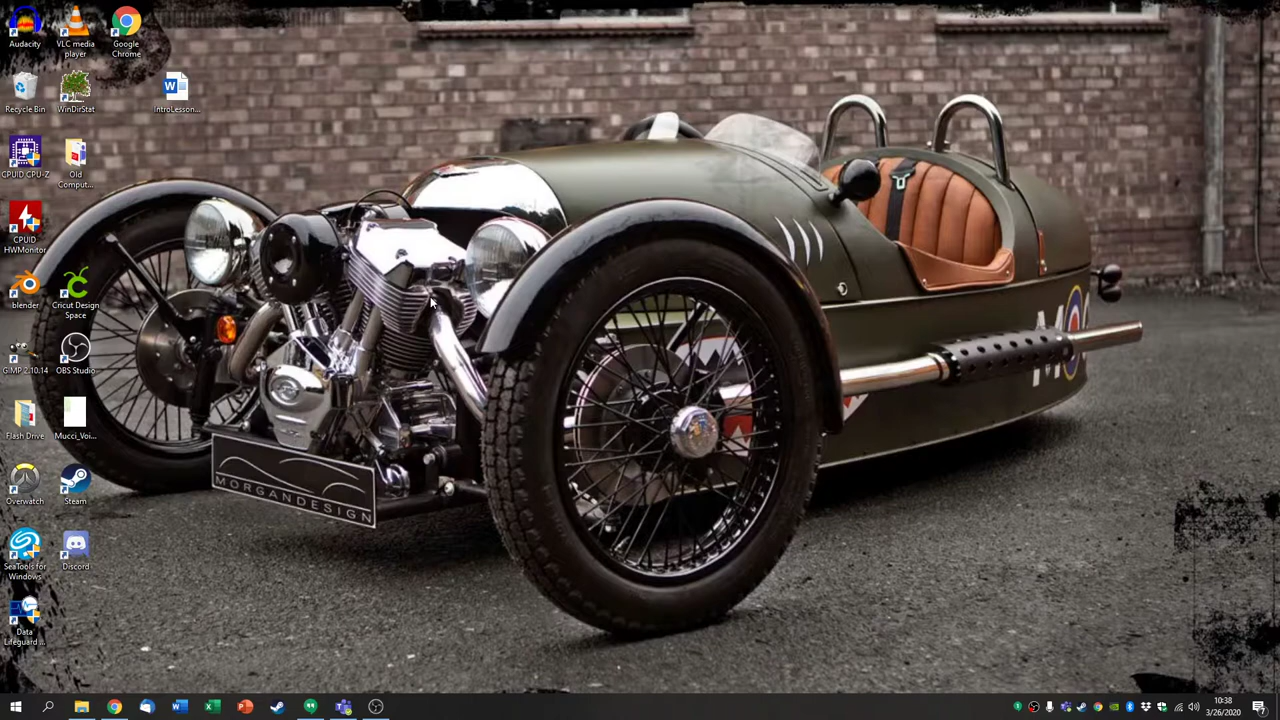 Audacity
VLC media
player
Google
Chrome
Recycle Bin
WinDirStat
IntroLesson...
CPUID CPU-Z
Old
Comput...
CPUID
HWMonitor
blender
Cricut Design
Space
GIMP 2.10.14
OBS Studio
Flash Drive
Mucci_Voi...
Overwatch
Steam
SeaTools for
Windows
Discord
Data
Lifeguard ...
MORGANDESIGN
10:38
3/26/2020